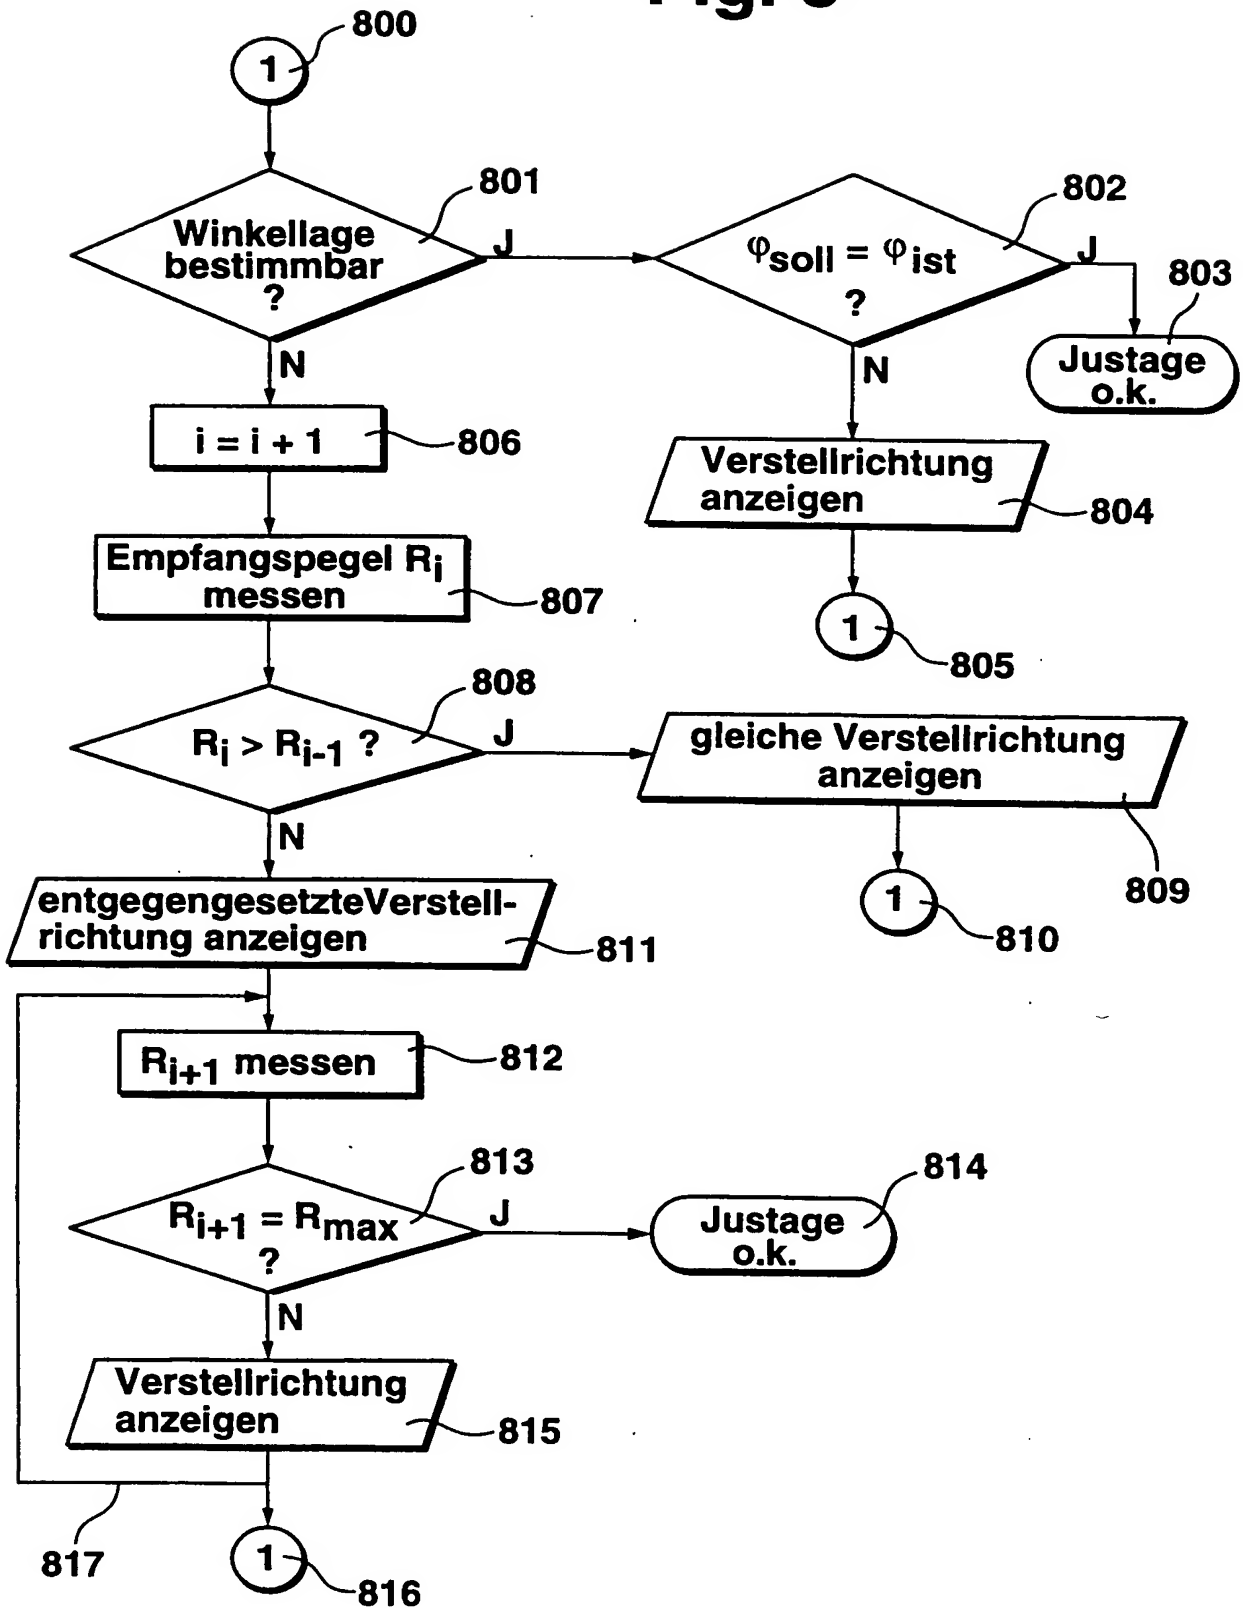 800
1
801
Winkellage
bestimmbar
?
J
802
φsoll = φist
?
J
803
Justage
o.k.
N
N
i = i + 1
806
Verstellrichtung
anzeigen
804
Empfangspegel Ri
messen
807
1
805
808
Ri > Ri-1 ?
J
gleiche Verstellrichtung
anzeigen
809
N
1
810
entgegengesetzteVerstell-
richtung anzeigen
811
Ri+1 messen
812
813
Ri+1 = Rmax
?
J
814
Justage
o.k.
N
Verstellrichtung
anzeigen
815
817
1
816